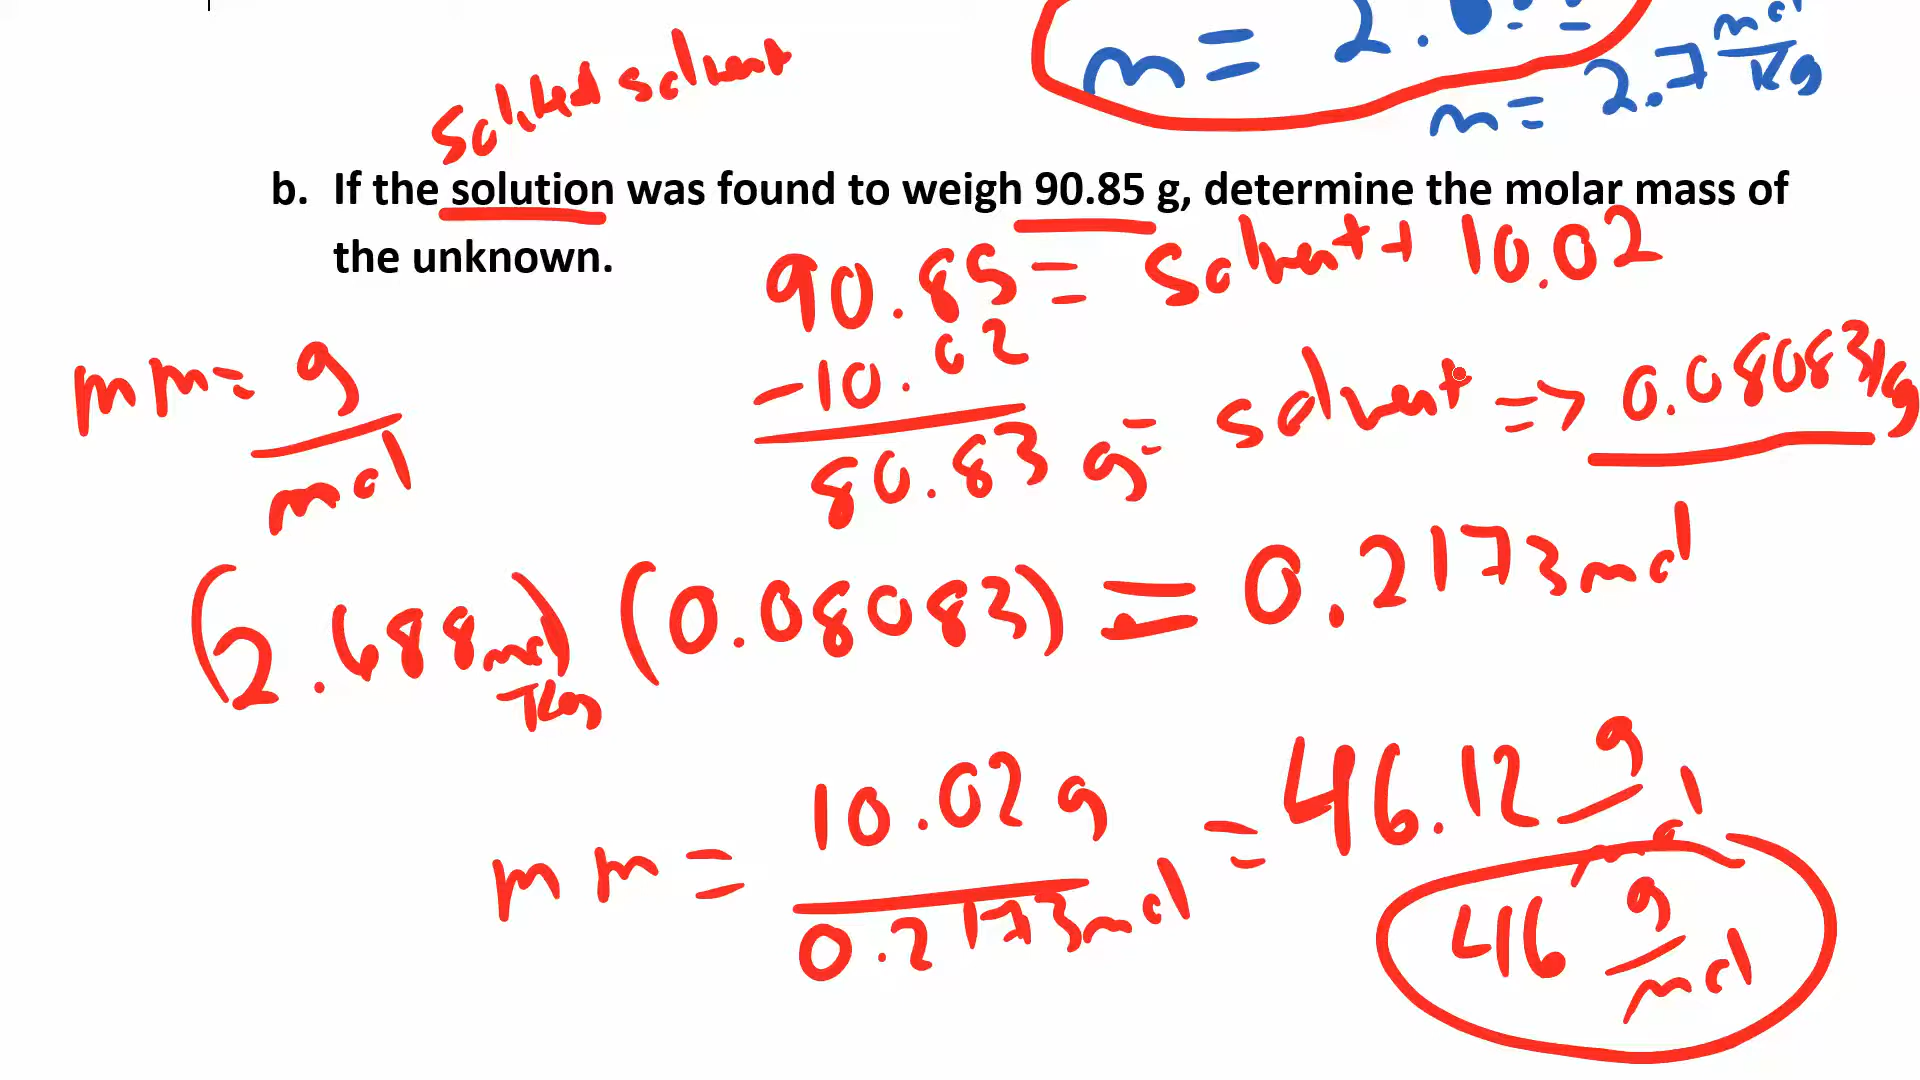 m = 2.6
m = 2.7 mol/Kg
solvent
b. If the solution was found to weigh 90.85 g, determine the molar mass of
the unknown.
90.85 = Solvent + 10.02
-10.02
80.83 g = solvent => 0.08083 kg
mm = g/mol
(2.688 mol/Kg) (0.08083) = 0.2173 mol
mm = 10.02 g / 0.2173 mol = 46.12 g/mol
46 g/mol